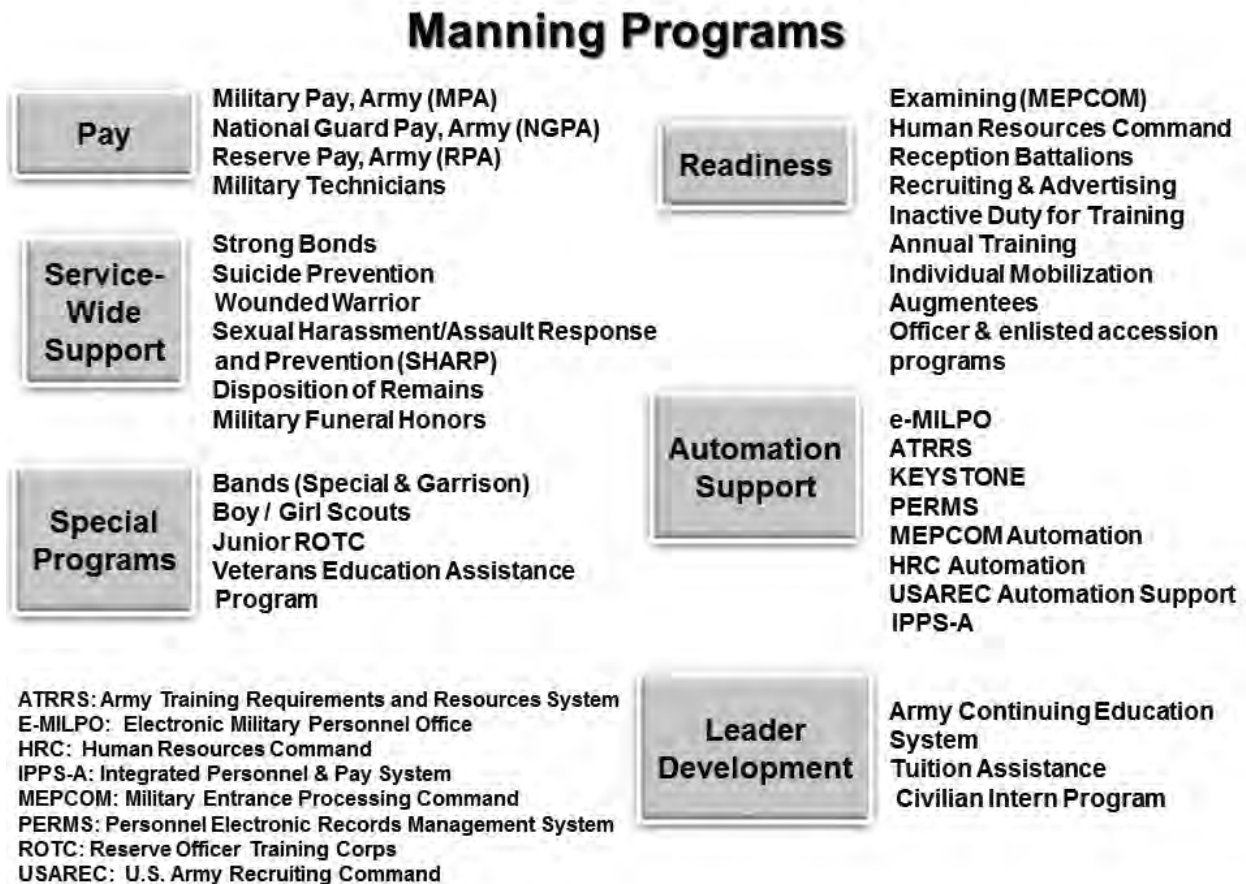 Manning Programs
Pay
Military Pay, Army (MPA)
National Guard Pay, Army (NGPA)
Reserve Pay, Army (RPA)
Military Technicians
Service-
Wide
Support
Strong Bonds
Suicide Prevention
Wounded Warrior
Sexual Harassment/Assault Response
and Prevention (SHARP)
Disposition of Remains
Military Funeral Honors
Special
Programs
Bands (Special & Garrison)
Boy / Girl Scouts
Junior ROTC
Veterans Education Assistance
Program
Readiness
Examining (MEPCOM)
Human Resources Command
Reception Battalions
Recruiting & Advertising
Inactive Duty for Training
Annual Training
Individual Mobilization
Augmentees
Officer & enlisted accession
programs
Automation
Support
e-MILPO
ATRRS
KEYSTONE
PERMS
MEPCOM Automation
HRC Automation
USAREC Automation Support
IPPS-A
Leader
Development
Army Continuing Education
System
Tuition Assistance
Civilian Intern Program
ATRRS: Army Training Requirements and Resources System
E-MILPO: Electronic Military Personnel Office
HRC: Human Resources Command
IPPS-A: Integrated Personnel & Pay System
MEPCOM: Military Entrance Processing Command
PERMS: Personnel Electronic Records Management System
ROTC: Reserve Officer Training Corps
USAREC: U.S. Army Recruiting Command